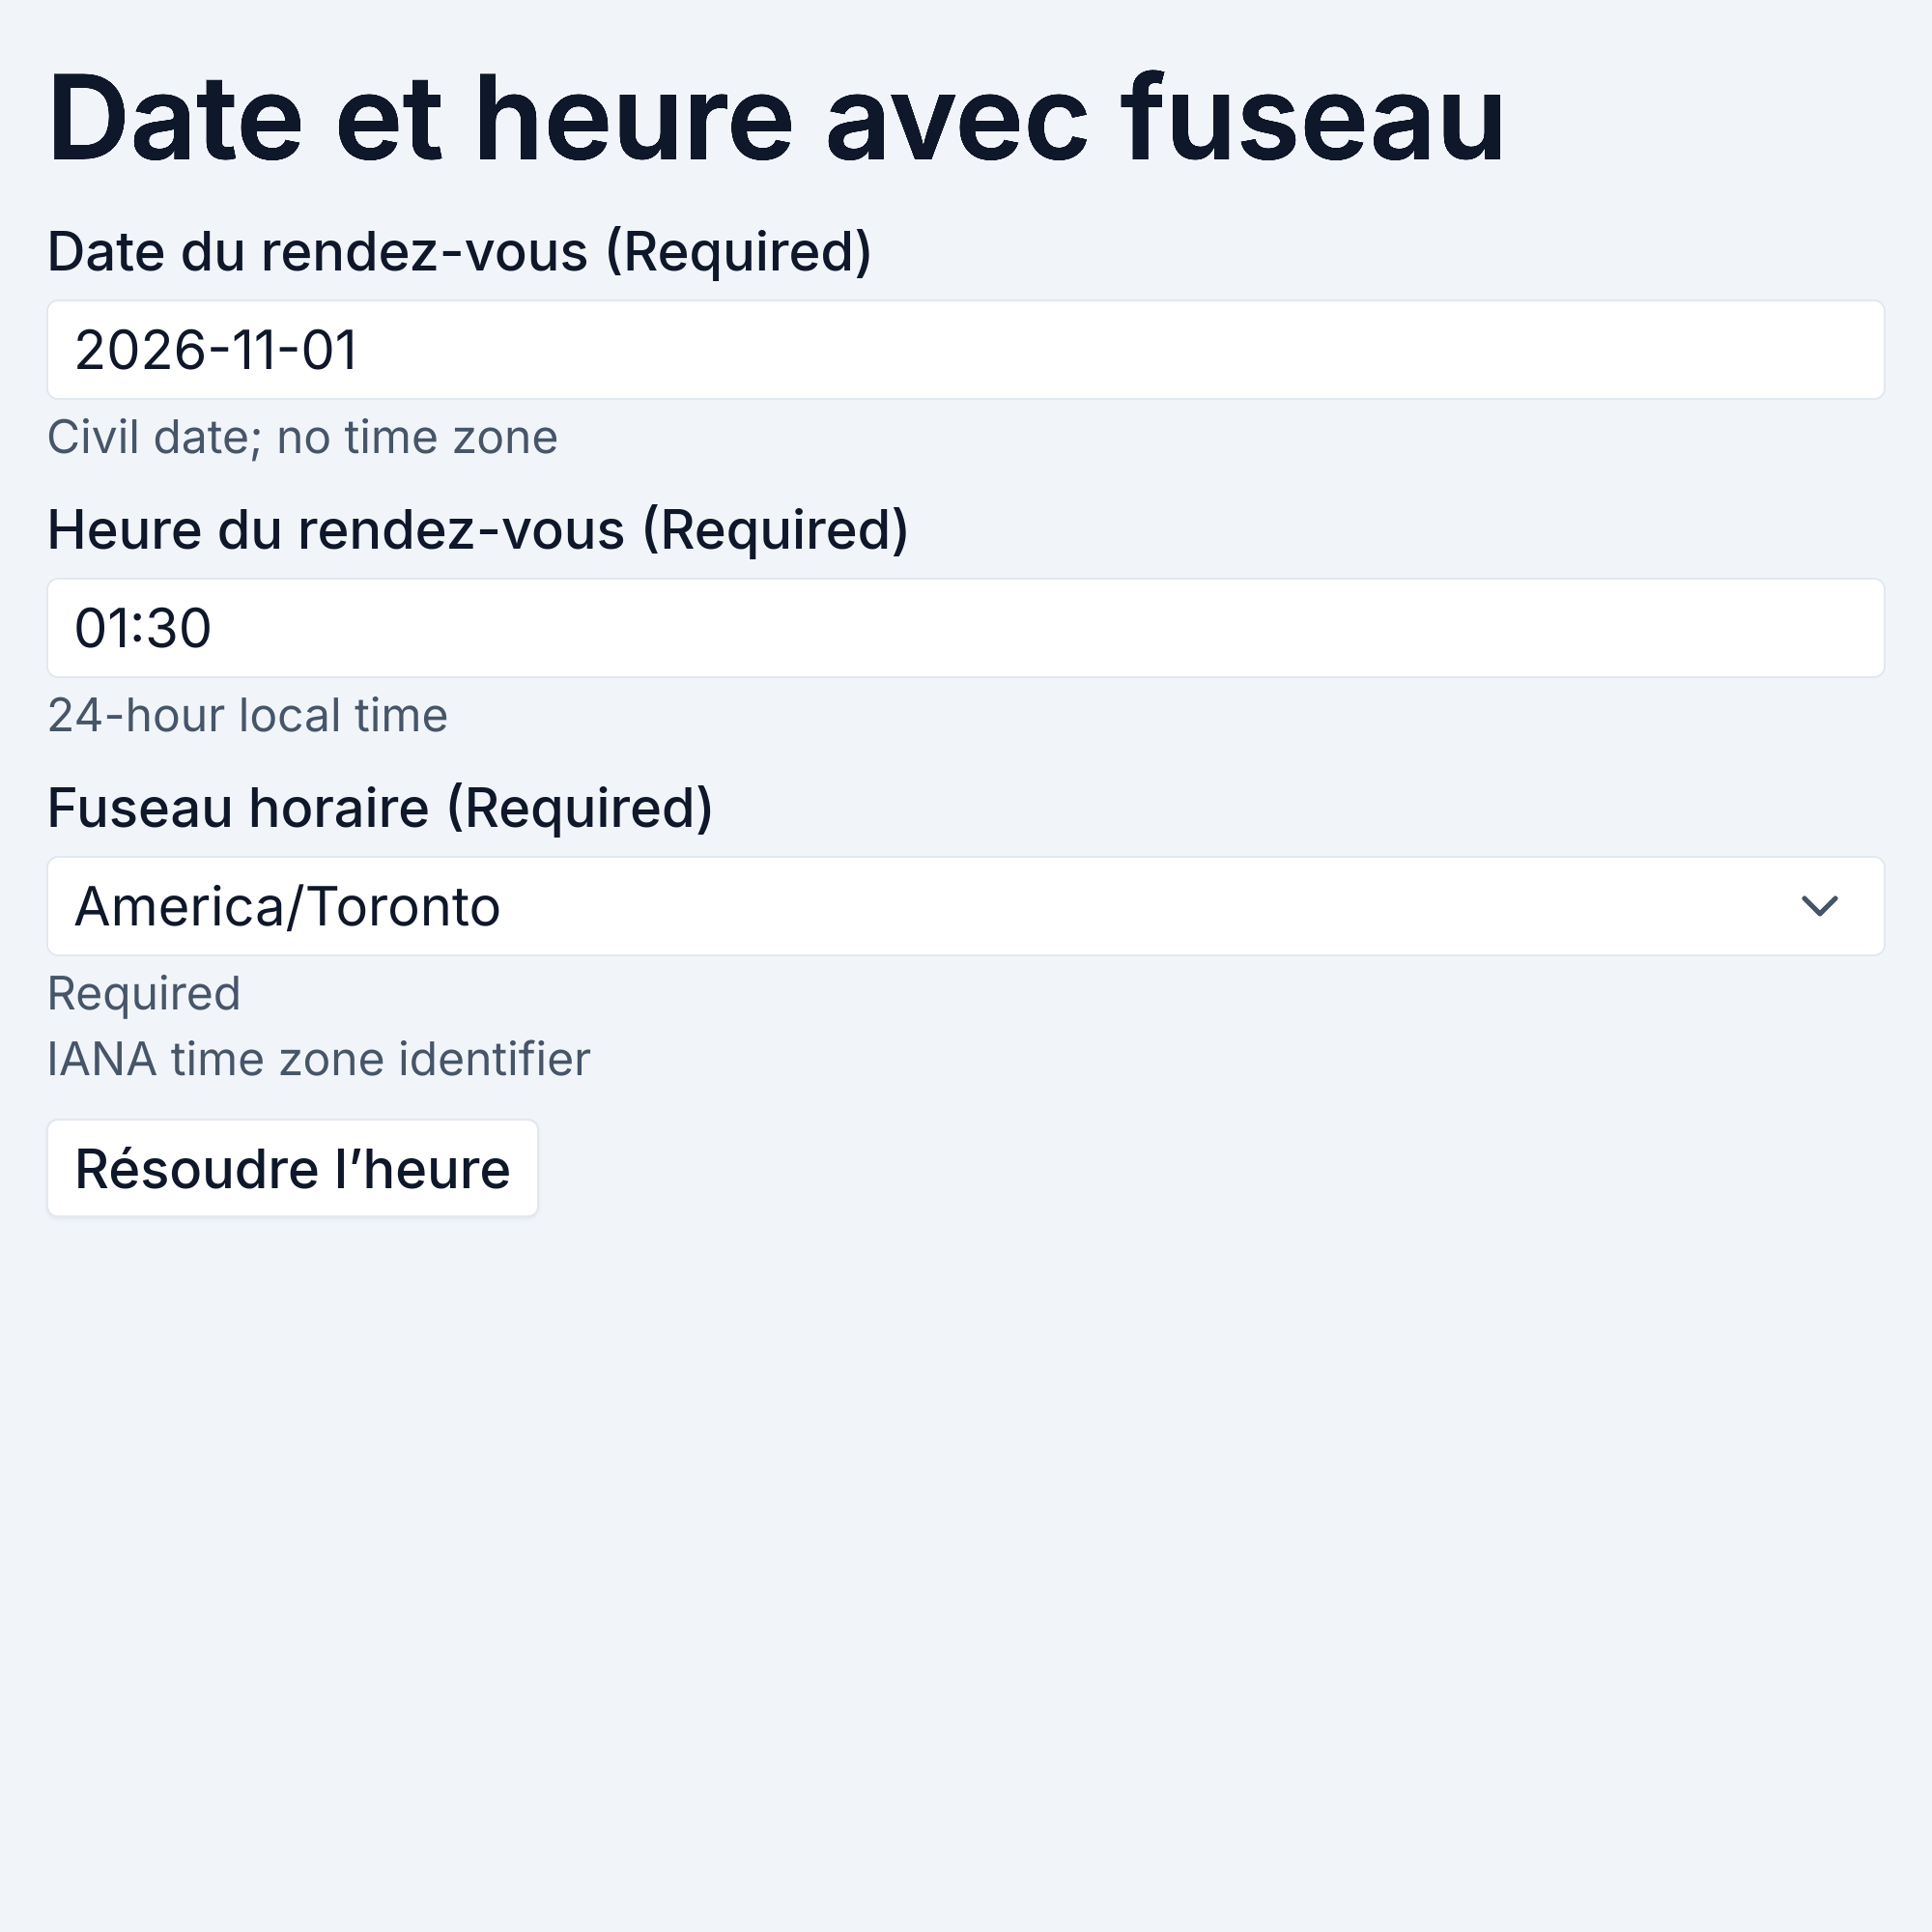 Date et heure avec fuseau
Date du rendez-vous (Required)
2026-11-01
Civil date; no time zone
Heure du rendez-vous (Required)
01:30
24-hour local time
Fuseau horaire (Required)
America/Toronto
Required
IANA time zone identifier
Résoudre l’heure